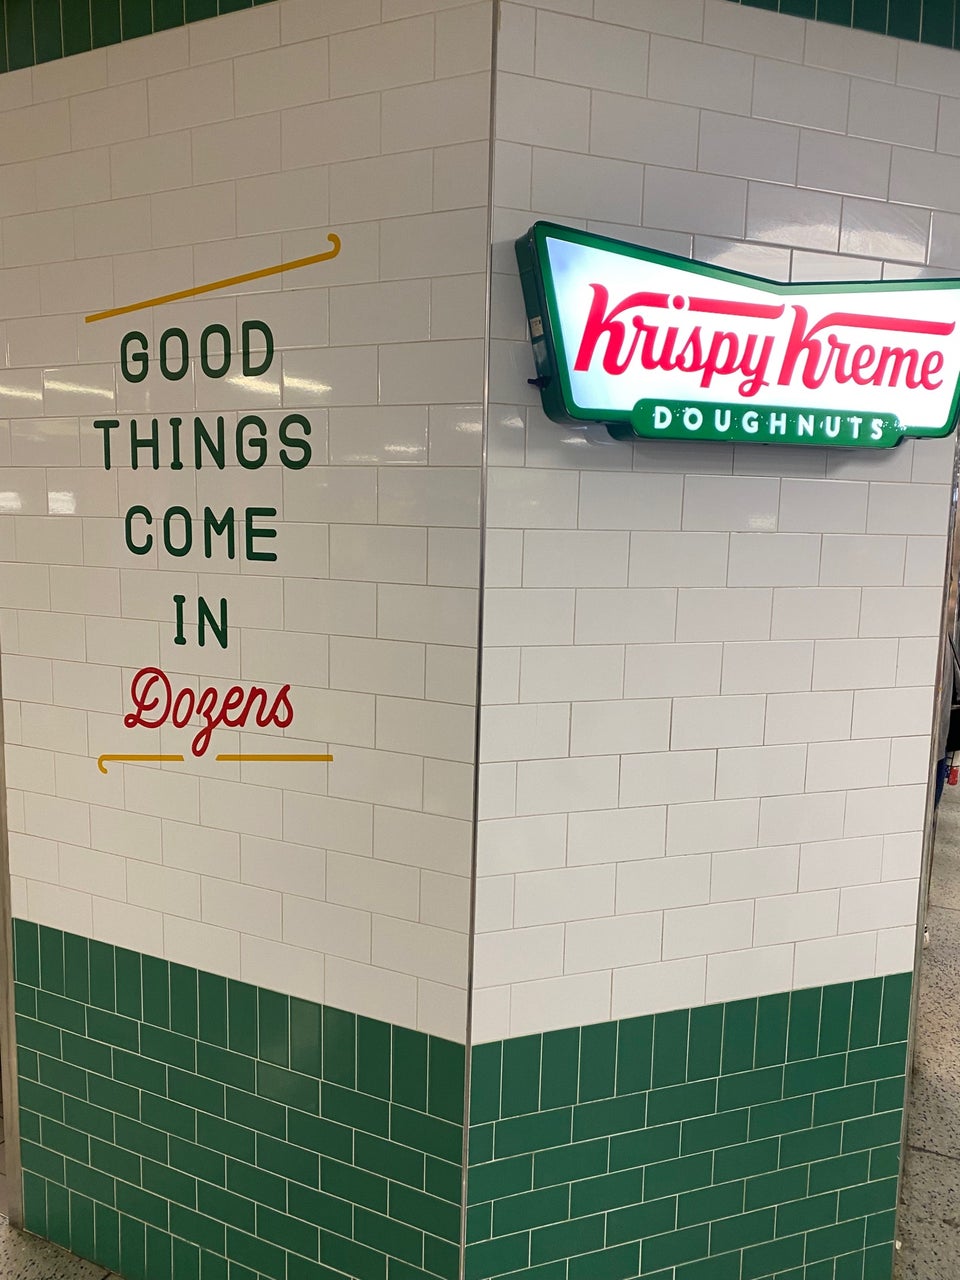 GOOD
THINGS
COME
IN
Dozens
Krispy Kreme
DOUGHNUTS